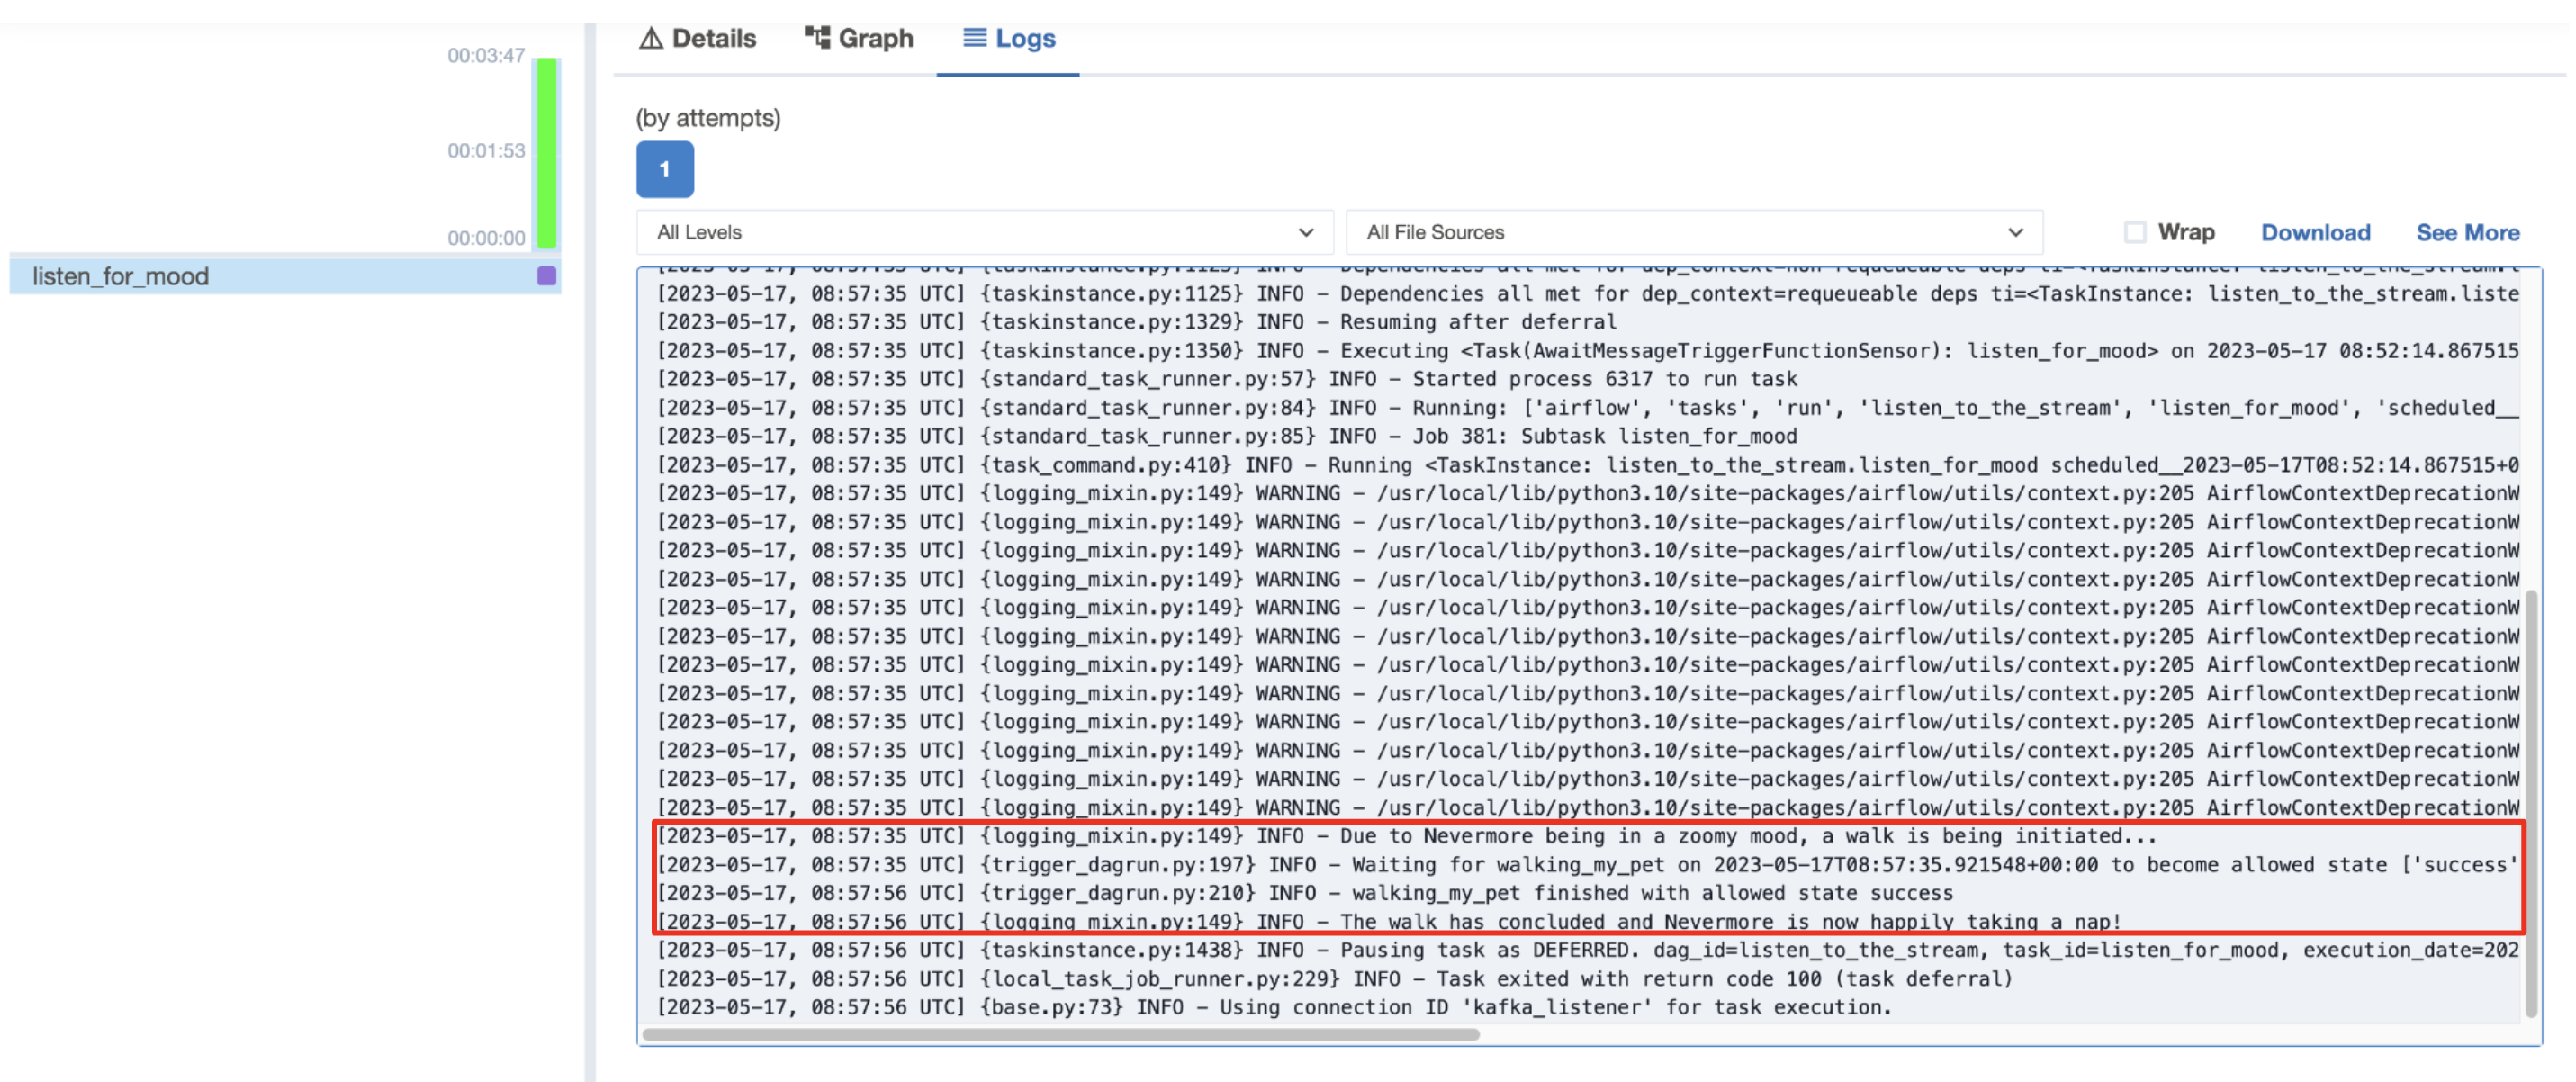 00:03:47
00:01:53
00:00:00
listen_for_mood
Details Graph Logs
(by attempts)
1
All Levels All File Sources Wrap Download See More
[2023-05-17, 08:57:35 UTC] {taskinstance.py:1125} INFO - Dependencies all met for dep_context=non-requeueable deps ti=<TaskInstance: listen_to_the_stream.l
[2023-05-17, 08:57:35 UTC] {taskinstance.py:1125} INFO – Dependencies all met for dep_context=requeueable deps ti=<TaskInstance: listen_to_the_stream.liste
[2023-05-17, 08:57:35 UTC] {taskinstance.py:1329} INFO – Resuming after deferral
[2023-05-17, 08:57:35 UTC] {taskinstance.py:1350} INFO – Executing <Task(AwaitMessageTriggerFunctionSensor): listen_for_mood> on 2023-05-17 08:52:14.867515
[2023-05-17, 08:57:35 UTC] {standard_task_runner.py:57} INFO – Started process 6317 to run task
[2023-05-17, 08:57:35 UTC] {standard_task_runner.py:84} INFO – Running: ['airflow', 'tasks', 'run', 'listen_to_the_stream', 'listen_for_mood', 'scheduled__
[2023-05-17, 08:57:35 UTC] {standard_task_runner.py:85} INFO – Job 381: Subtask listen_for_mood
[2023-05-17, 08:57:35 UTC] {task_command.py:410} INFO – Running <TaskInstance: listen_to_the_stream.listen_for_mood scheduled__2023-05-17T08:52:14.867515+0
[2023-05-17, 08:57:35 UTC] {logging_mixin.py:149} WARNING – /usr/local/lib/python3.10/site-packages/airflow/utils/context.py:205 AirflowContextDeprecationW
[2023-05-17, 08:57:35 UTC] {logging_mixin.py:149} WARNING – /usr/local/lib/python3.10/site-packages/airflow/utils/context.py:205 AirflowContextDeprecationW
[2023-05-17, 08:57:35 UTC] {logging_mixin.py:149} WARNING – /usr/local/lib/python3.10/site-packages/airflow/utils/context.py:205 AirflowContextDeprecationW
[2023-05-17, 08:57:35 UTC] {logging_mixin.py:149} WARNING – /usr/local/lib/python3.10/site-packages/airflow/utils/context.py:205 AirflowContextDeprecationW
[2023-05-17, 08:57:35 UTC] {logging_mixin.py:149} WARNING – /usr/local/lib/python3.10/site-packages/airflow/utils/context.py:205 AirflowContextDeprecationW
[2023-05-17, 08:57:35 UTC] {logging_mixin.py:149} WARNING – /usr/local/lib/python3.10/site-packages/airflow/utils/context.py:205 AirflowContextDeprecationW
[2023-05-17, 08:57:35 UTC] {logging_mixin.py:149} WARNING – /usr/local/lib/python3.10/site-packages/airflow/utils/context.py:205 AirflowContextDeprecationW
[2023-05-17, 08:57:35 UTC] {logging_mixin.py:149} WARNING – /usr/local/lib/python3.10/site-packages/airflow/utils/context.py:205 AirflowContextDeprecationW
[2023-05-17, 08:57:35 UTC] {logging_mixin.py:149} WARNING – /usr/local/lib/python3.10/site-packages/airflow/utils/context.py:205 AirflowContextDeprecationW
[2023-05-17, 08:57:35 UTC] {logging_mixin.py:149} WARNING – /usr/local/lib/python3.10/site-packages/airflow/utils/context.py:205 AirflowContextDeprecationW
[2023-05-17, 08:57:35 UTC] {logging_mixin.py:149} WARNING – /usr/local/lib/python3.10/site-packages/airflow/utils/context.py:205 AirflowContextDeprecationW
[2023-05-17, 08:57:35 UTC] {logging_mixin.py:149} WARNING – /usr/local/lib/python3.10/site-packages/airflow/utils/context.py:205 AirflowContextDeprecationW
[2023-05-17, 08:57:35 UTC] {logging_mixin.py:149} INFO – Due to Nevermore being in a zoomy mood, a walk is being initiated...
[2023-05-17, 08:57:35 UTC] {trigger_dagrun.py:197} INFO – Waiting for walking_my_pet on 2023-05-17T08:57:35.921548+00:00 to become allowed state ['success'
[2023-05-17, 08:57:56 UTC] {trigger_dagrun.py:210} INFO – walking_my_pet finished with allowed state success
[2023-05-17, 08:57:56 UTC] {logging_mixin.py:149} INFO – The walk has concluded and Nevermore is now happily taking a nap!
[2023-05-17, 08:57:56 UTC] {taskinstance.py:1438} INFO – Pausing task as DEFERRED. dag_id=listen_to_the_stream, task_id=listen_for_mood, execution_date=202
[2023-05-17, 08:57:56 UTC] {local_task_job_runner.py:229} INFO – Task exited with return code 100 (task deferral)
[2023-05-17, 08:57:56 UTC] {base.py:73} INFO – Using connection ID 'kafka_listener' for task execution.